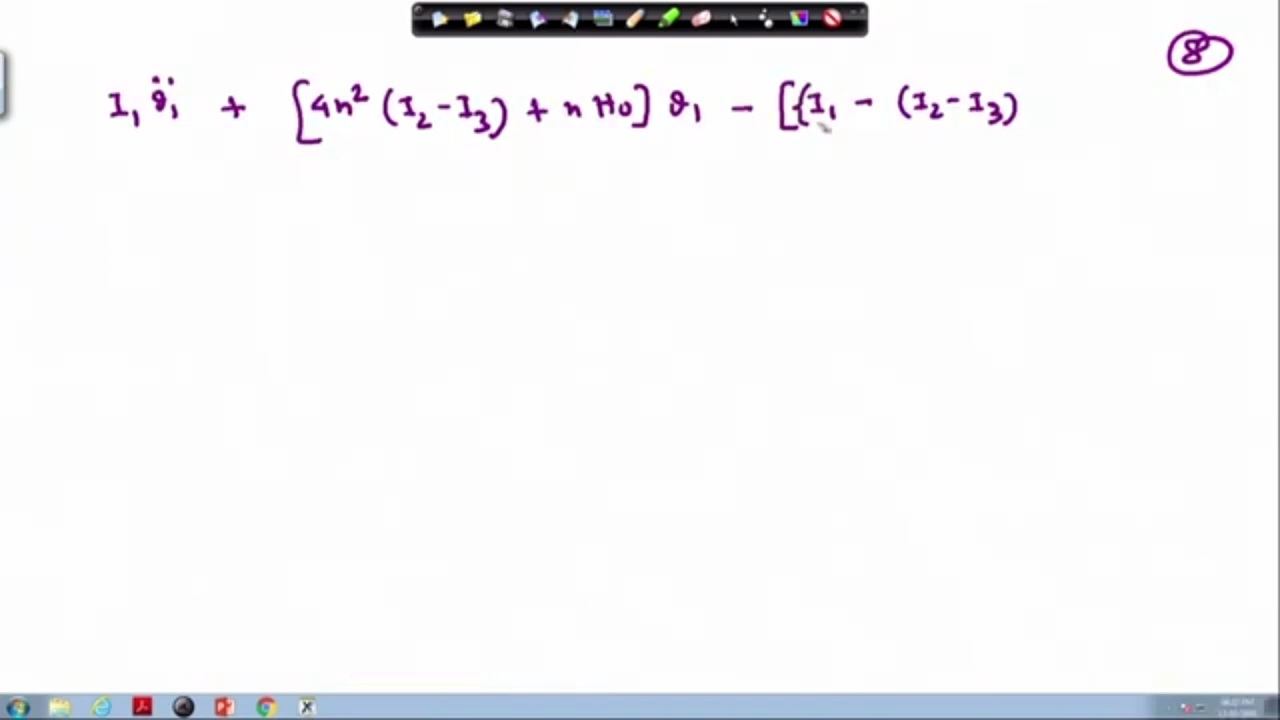 8
I₁ θ̈₁ + [4n² (I₂ - I₃) + n H₀] θ₁ - [{I₁ - (I₂ - I₃)